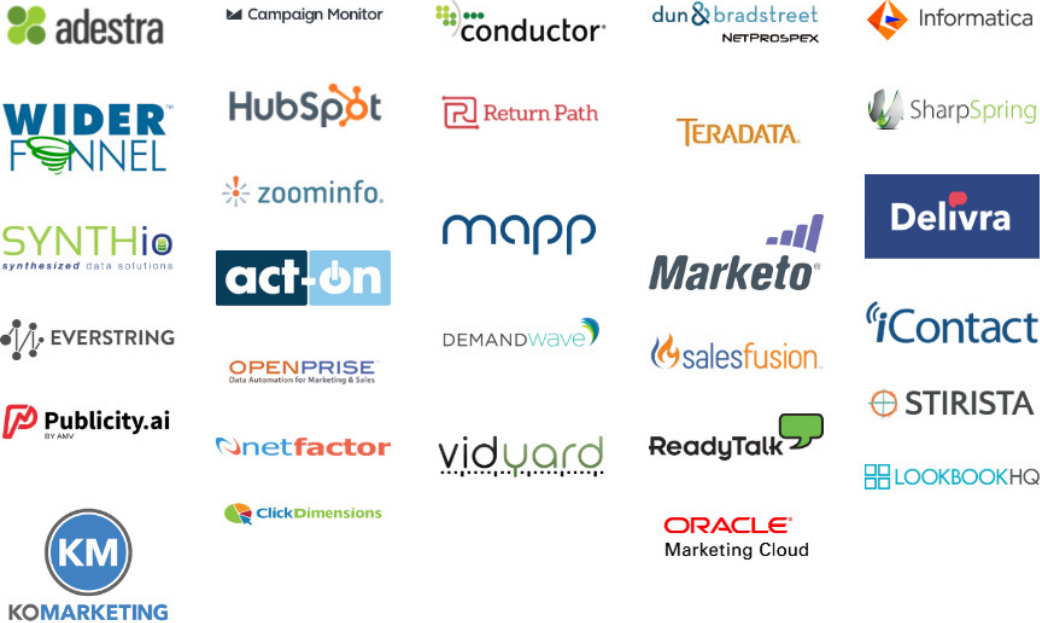 adestra
WIDER™
FUNNEL
SYNTHio
synthesized data solutions
EVERSTRING
Publicity.ai
BY AMV
KM
KOMARKETING
Campaign Monitor
HubSpot
zoominfo.
act-on
OPENPRISE™
Data Automation for Marketing & Sales
netfactor
ClickDimensions
conductor
Return Path
mapp
DEMANDWAVE
vidyard
dun & bradstreet
NETPROSPEX
TERADATA.
Marketo®
salesfusion
ReadyTalk
ORACLE®
Marketing Cloud
Informatica
SharpSpring
Delivra
iContact
STIRISTA
LOOKBOOKHQ